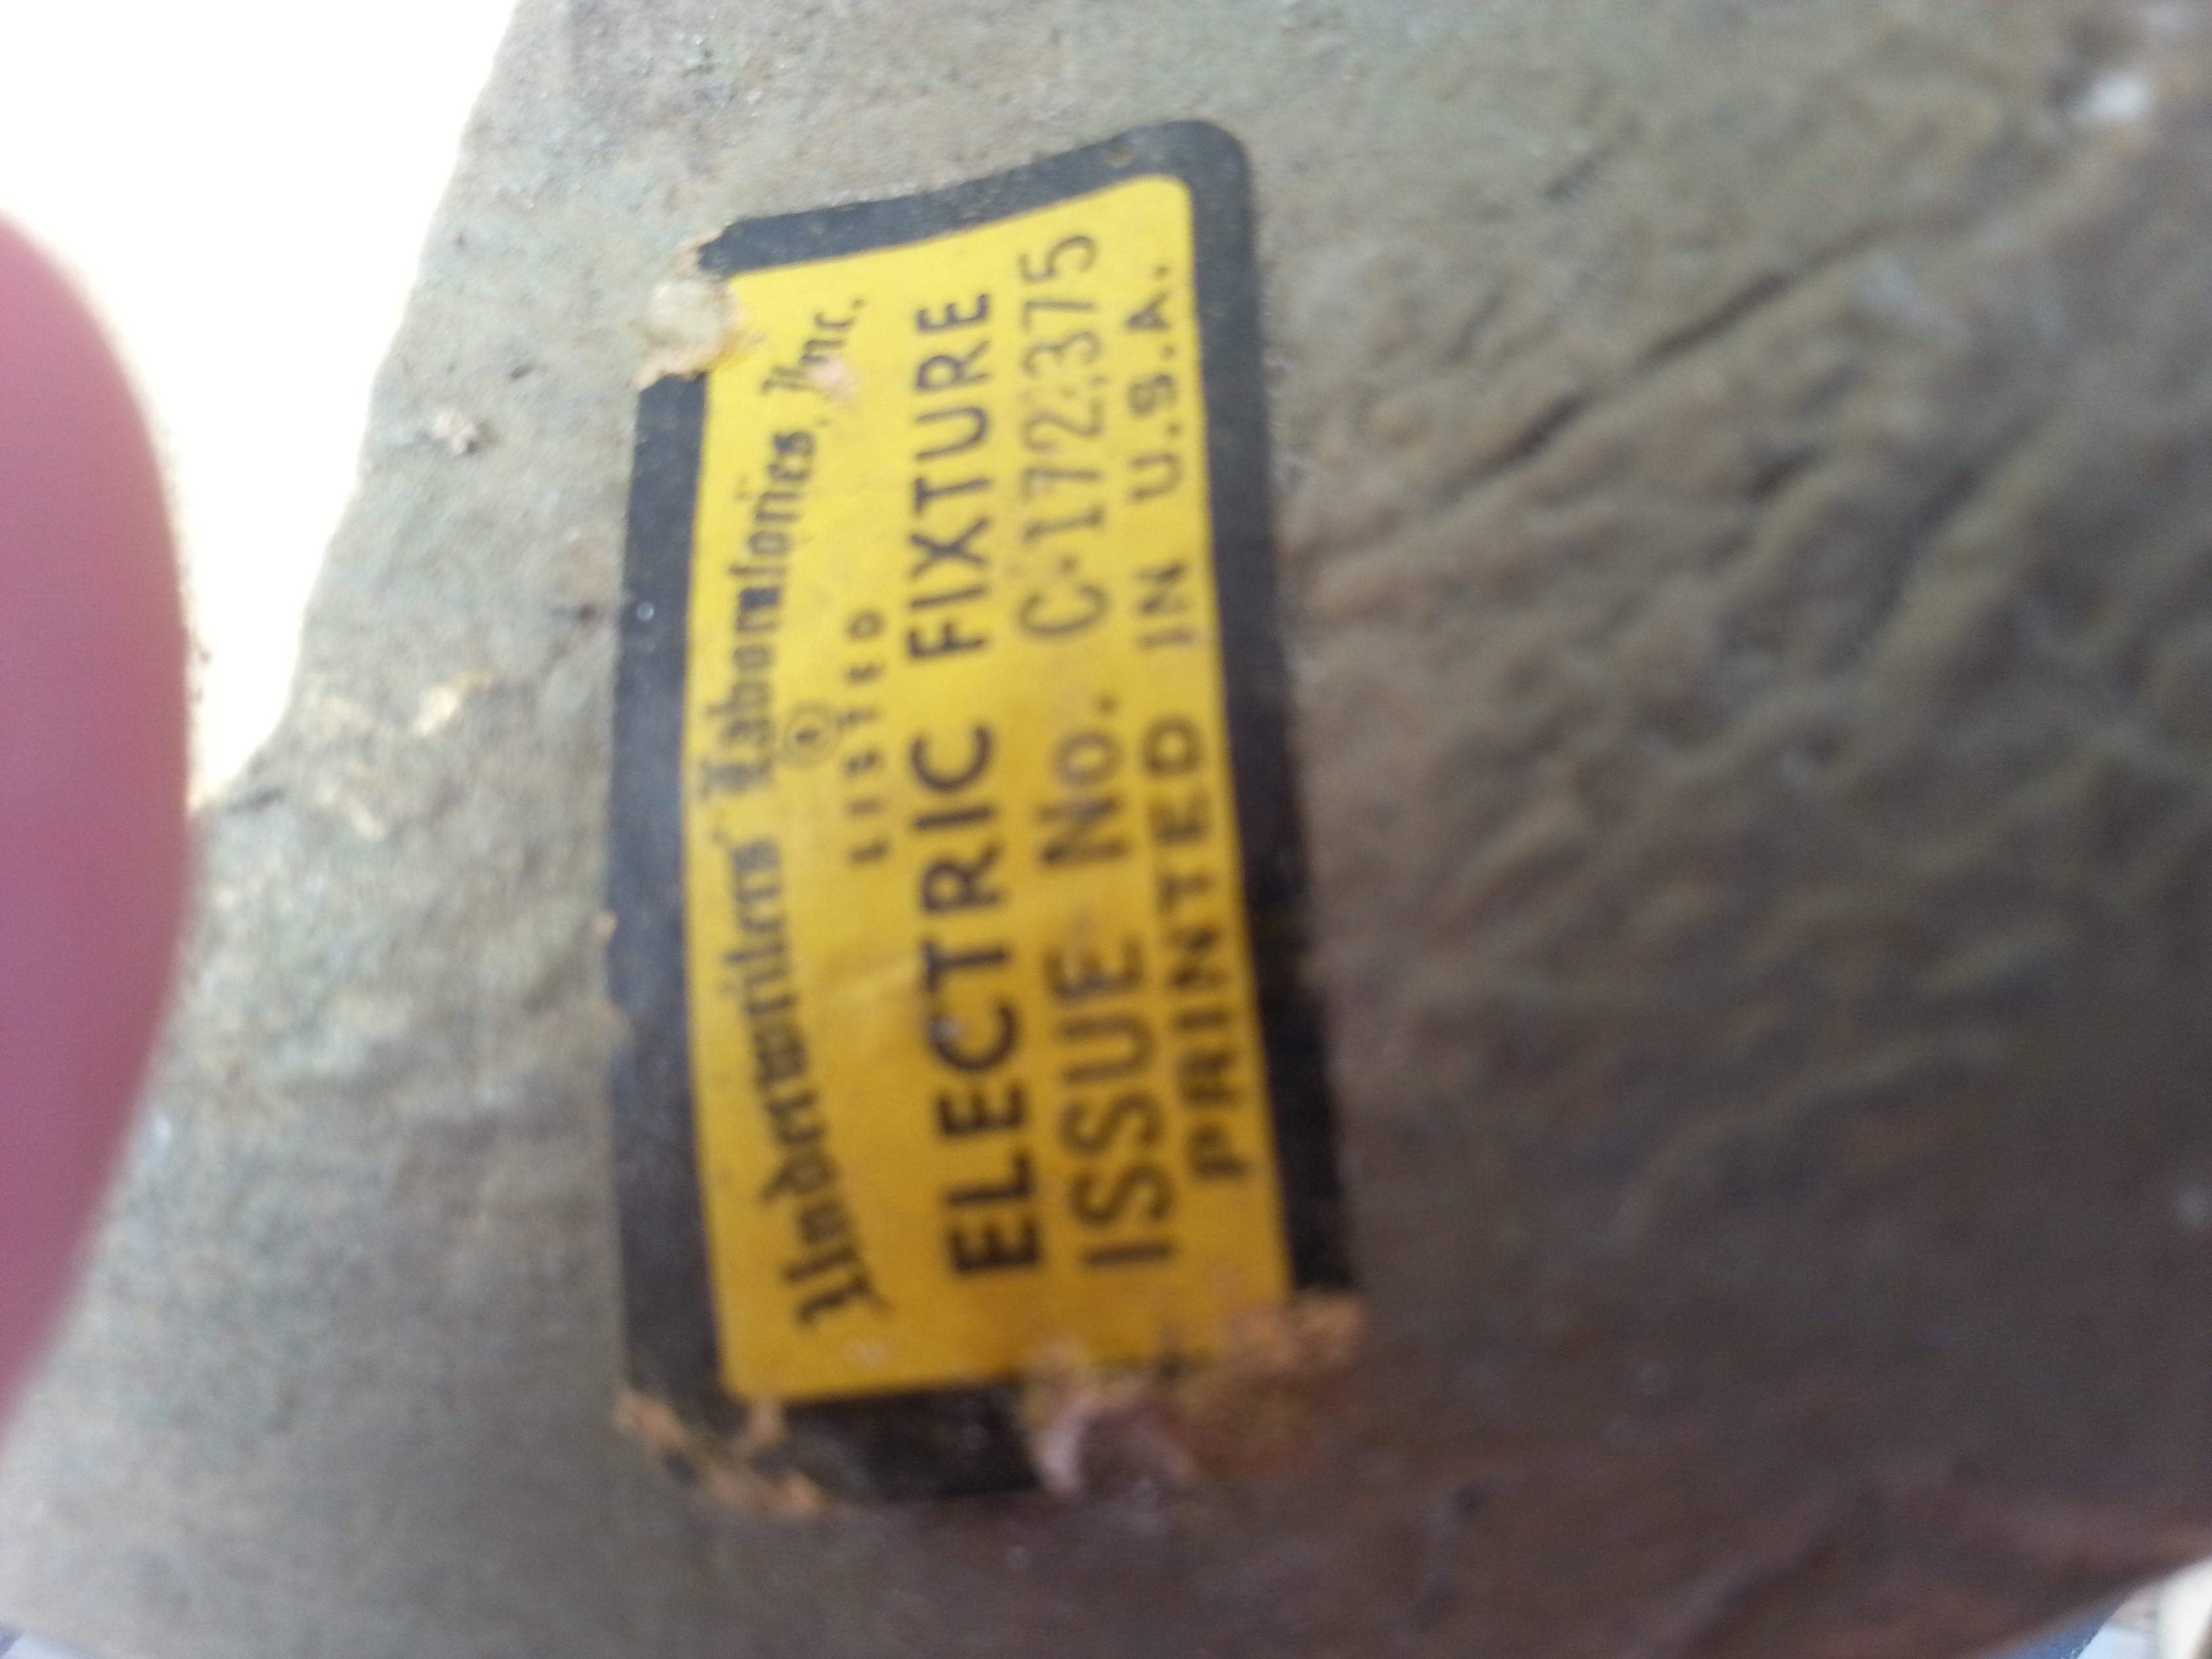 Underwriters' Laboratories, Inc.
LISTED
ELECTRIC FIXTURE
ISSUE No. C-172,375
PRINTED IN U.S.A.